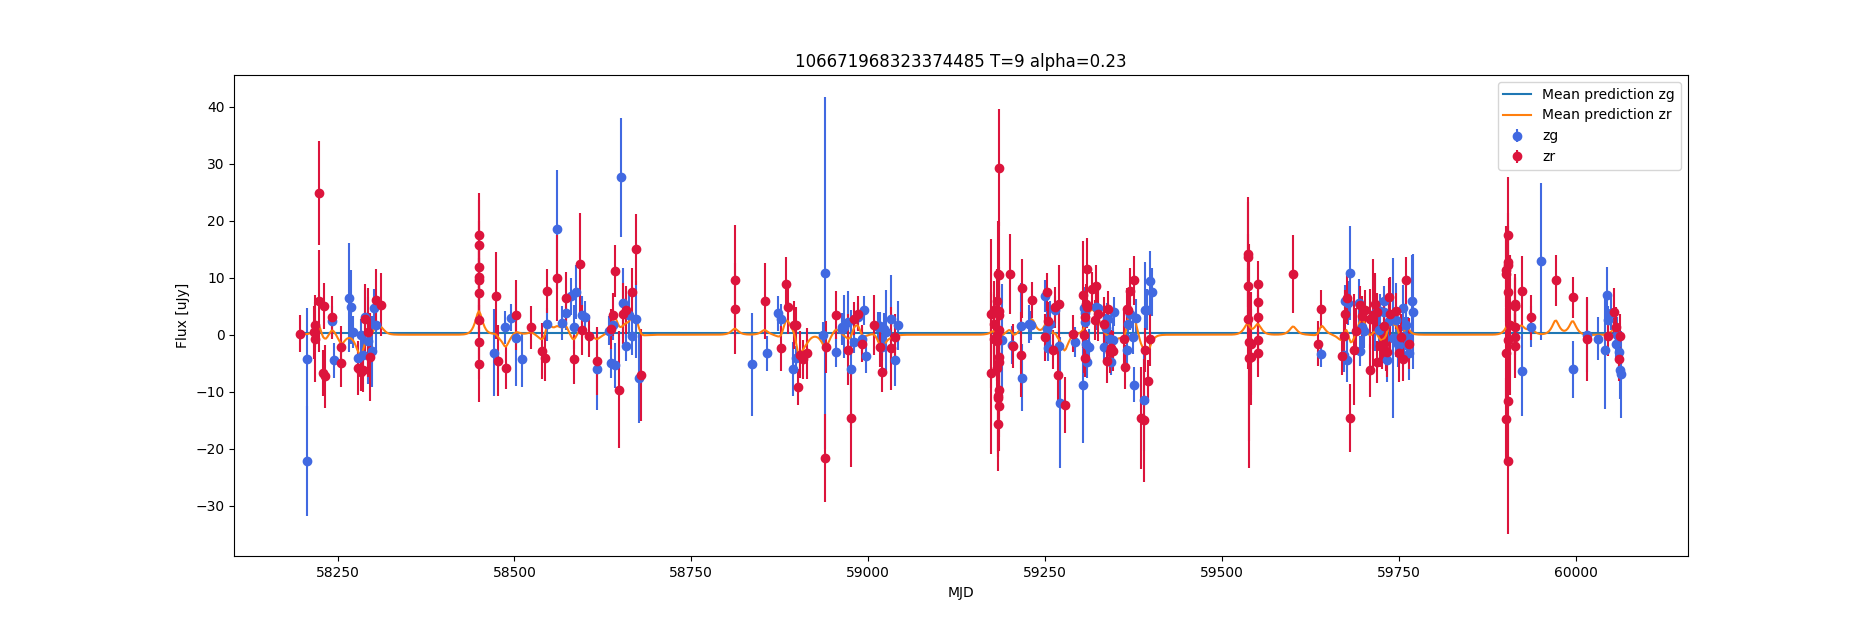 106671968323374485 T=9 alpha=0.23
Flux [uJy]
40
30
20
10
0
−10
−20
−30
58250
58500
58750
59000
59250
59500
59750
60000
MJD
Mean prediction zg
Mean prediction zr
zg
zr